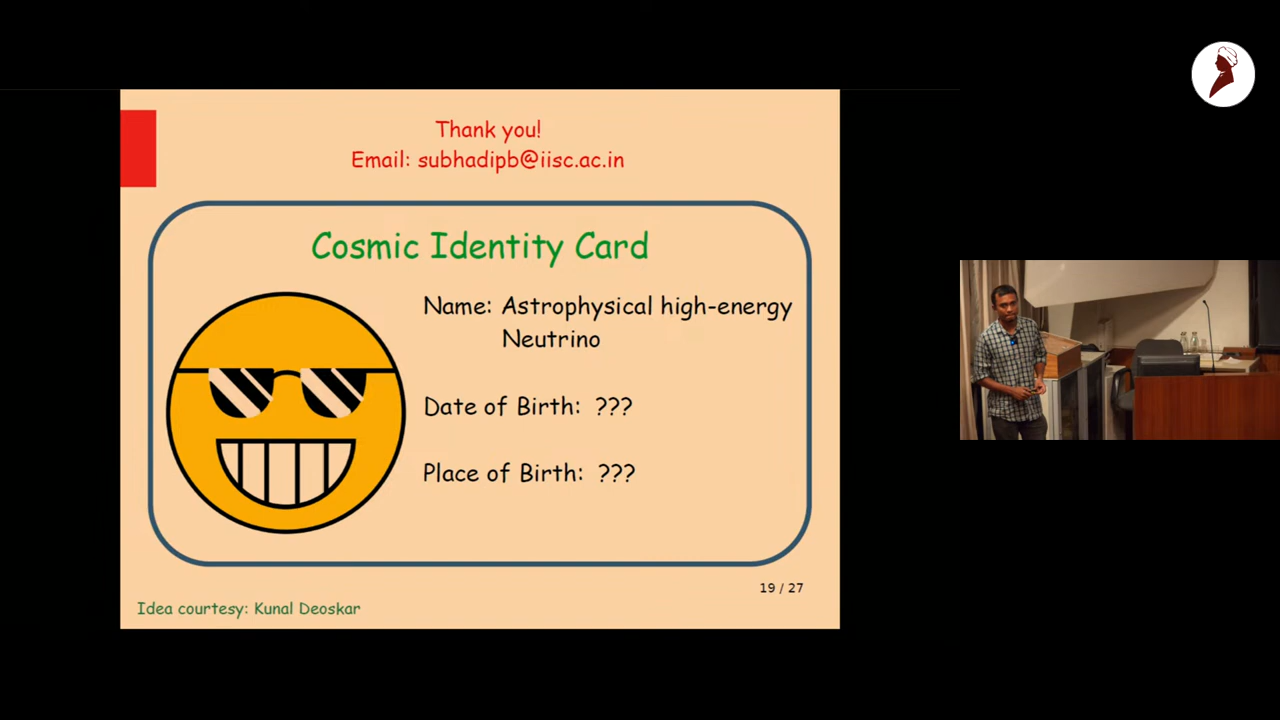 Thank you!
Email: subhadipb@iisc.ac.in
Cosmic Identity Card
Name: Astrophysical high-energy
Neutrino
Date of Birth: ???
Place of Birth: ???
19 / 27
Idea courtesy: Kunal Deoskar